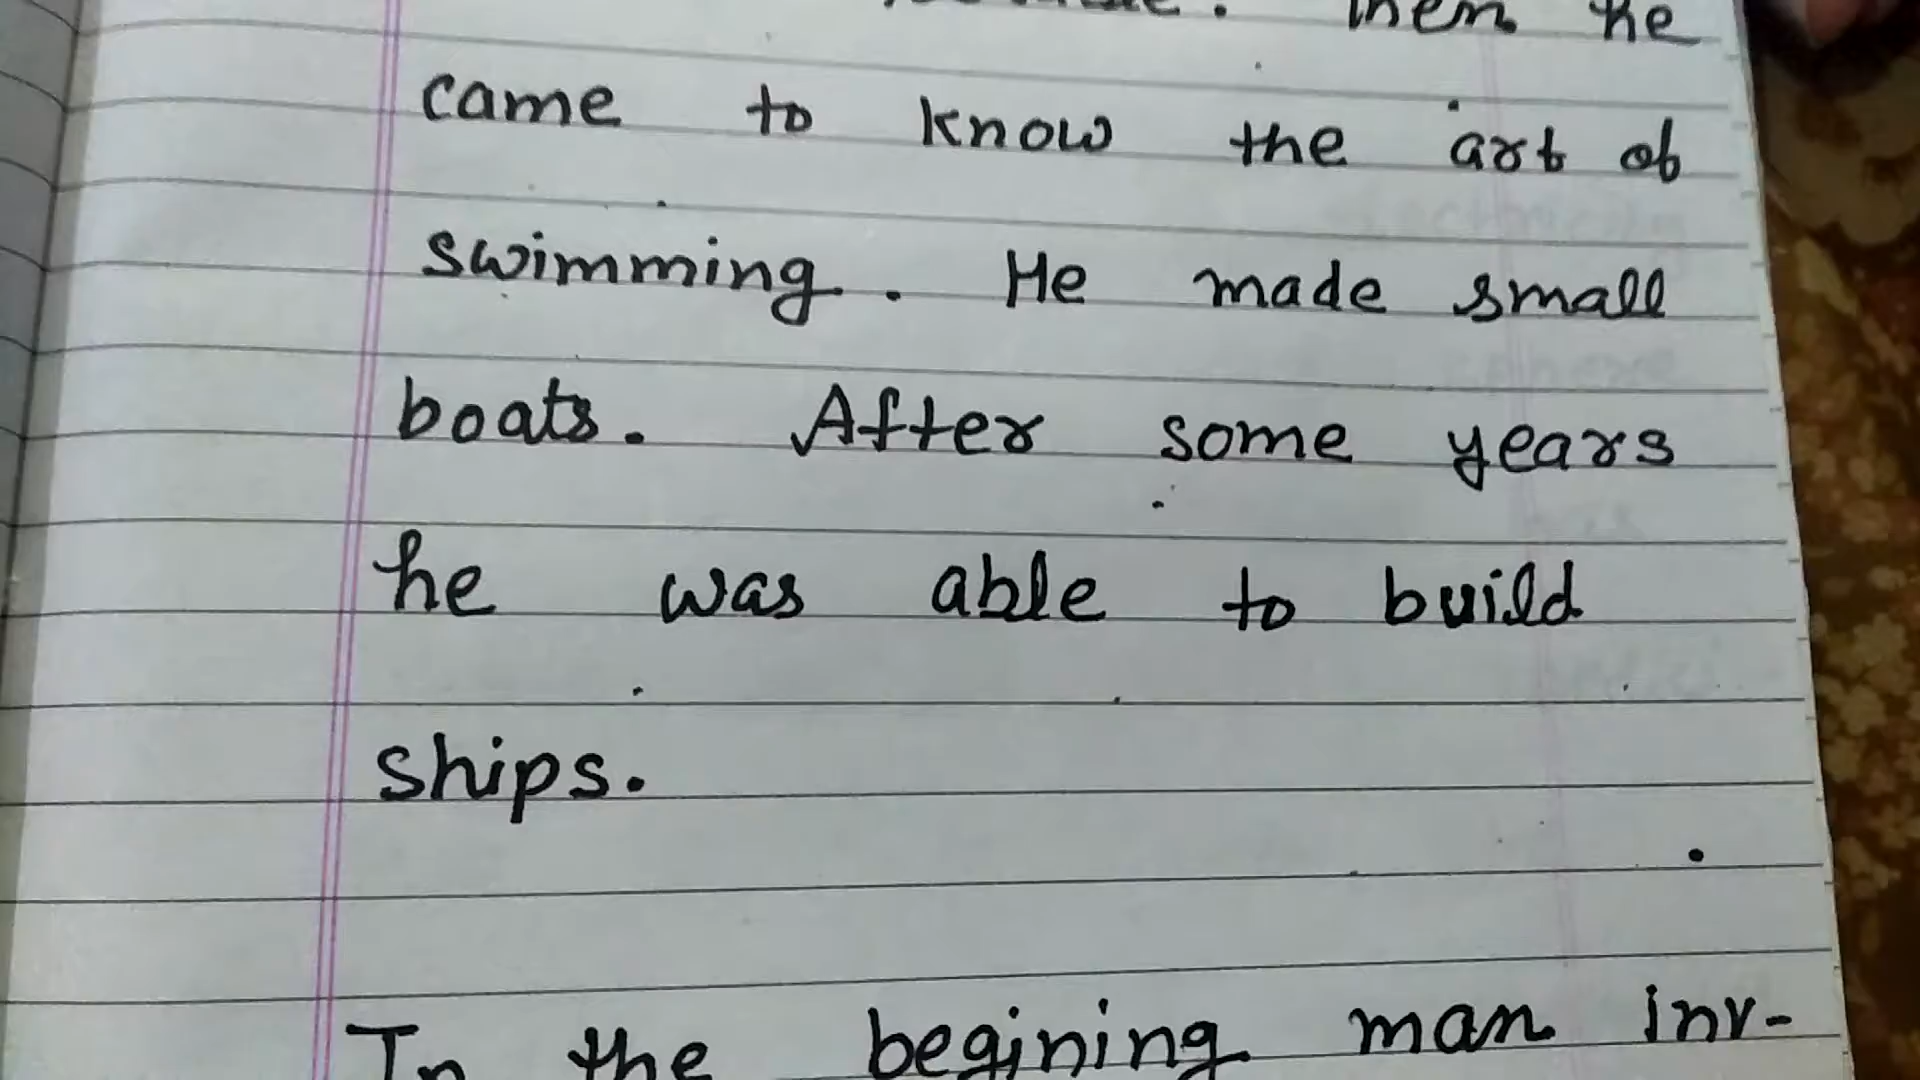 Then he
came to know the art of
swimming. He made small
boats. After some years
he was able to build
ships.
In the begining man inv-